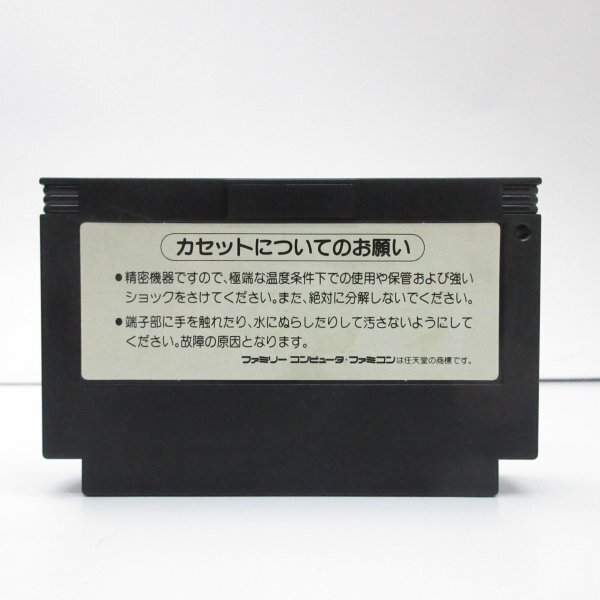 カセットについてのお願い
●精密機器ですので、極端な温度条件下での使用や保管および強い
ショックをさけてください。また、絶対に分解しないでください。
●端子部に手を触れたり、水にぬらしたりして汚さないようにして
ください。故障の原因となります。
ファミリー コンピュータ・ファミコンは任天堂の商標です。